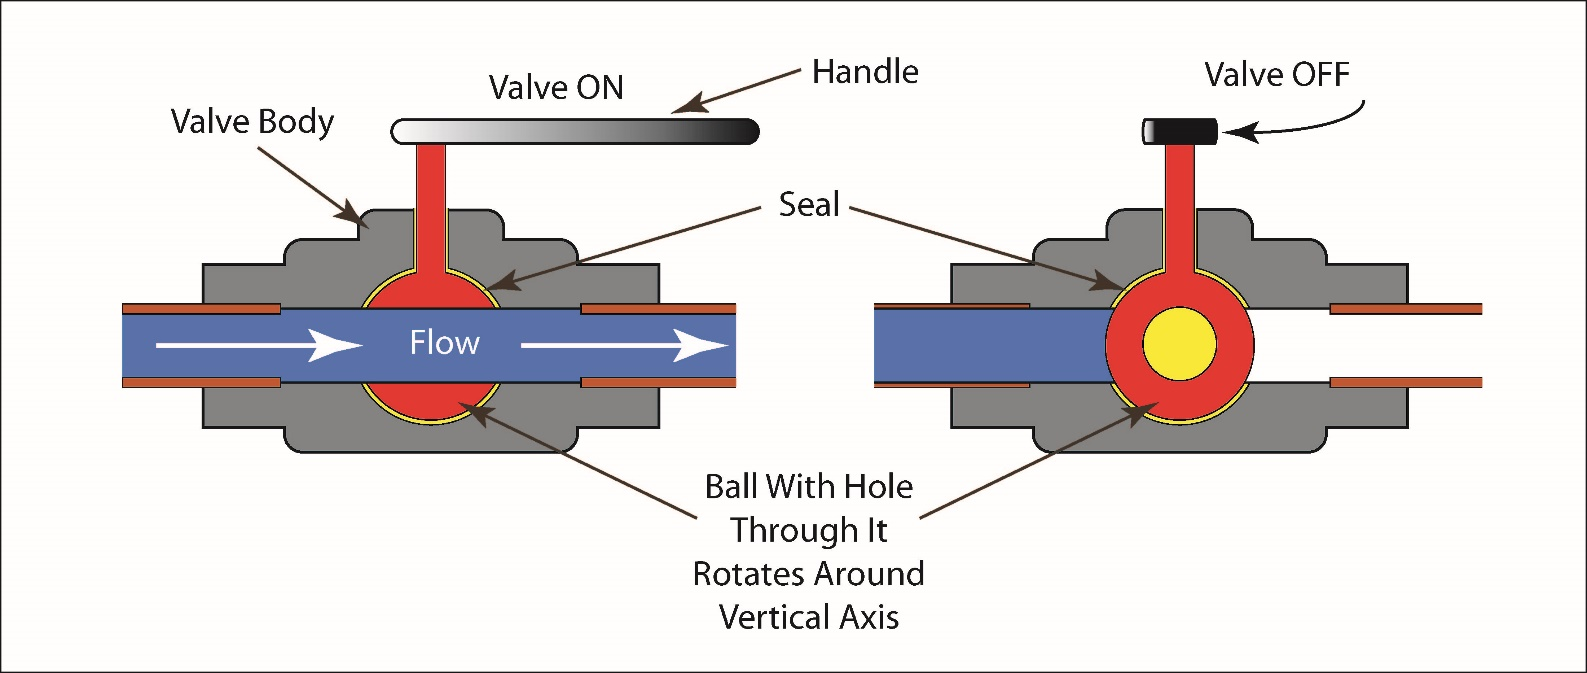 Valve ON
Handle
Valve OFF
Valve Body
Seal
Flow
Ball With Hole
Through It
Rotates Around
Vertical Axis